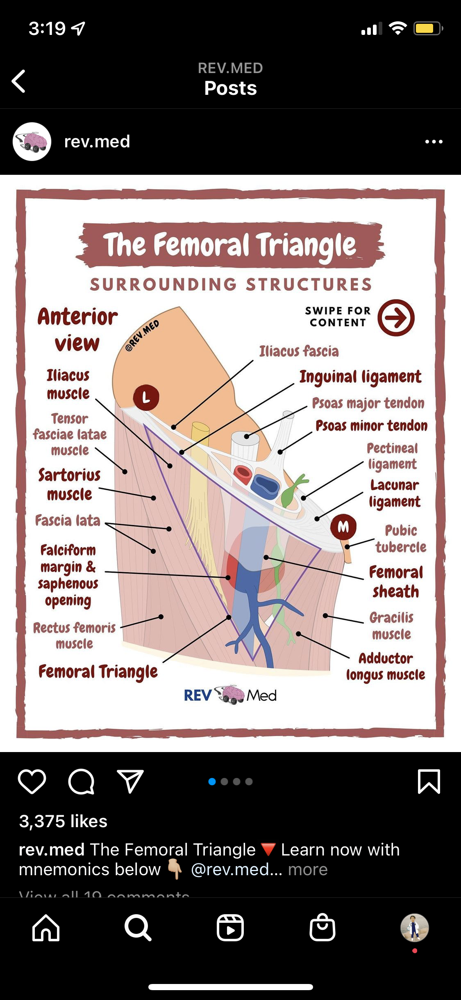 3:19
REV.MED
Posts
rev.med
The Femoral Triangle
SURROUNDING STRUCTURES
Anterior
view
@REV.MED
SWIPE FOR
CONTENT
Iliacus fascia
Iliacus
muscle
Inguinal ligament
L
Psoas major tendon
Tensor
fasciae latae
muscle
Psoas minor tendon
Pectineal
ligament
Sartorius
muscle
Lacunar
ligament
Fascia lata
M
Pubic
tubercle
Falciform
margin &
saphenous
opening
Femoral
sheath
Rectus femoris
muscle
Gracilis
muscle
Femoral Triangle
Adductor
longus muscle
REV Med
3,375 likes
rev.med The Femoral Triangle 🔻 Learn now with
mnemonics below 👇🏼 @rev.med... more
View all 19 comments